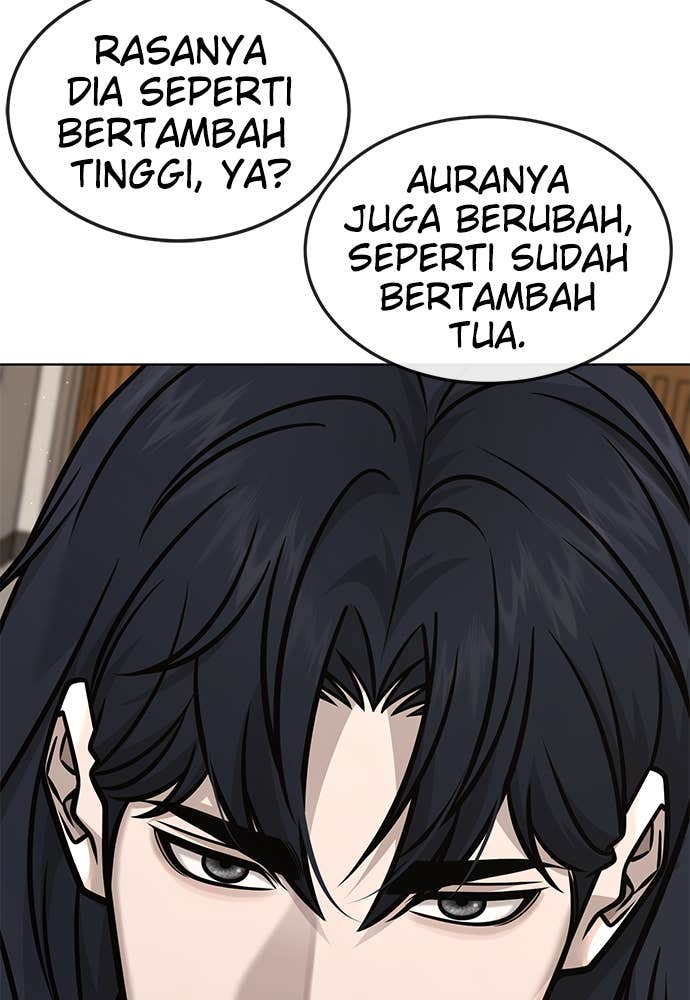 RASANYA
DIA SEPERTI
BERTAMBAH
TINGGI, YA?
AURANYA
JUGA BERUBAH,
SEPERTI SUDAH
BERTAMBAH
TUA.